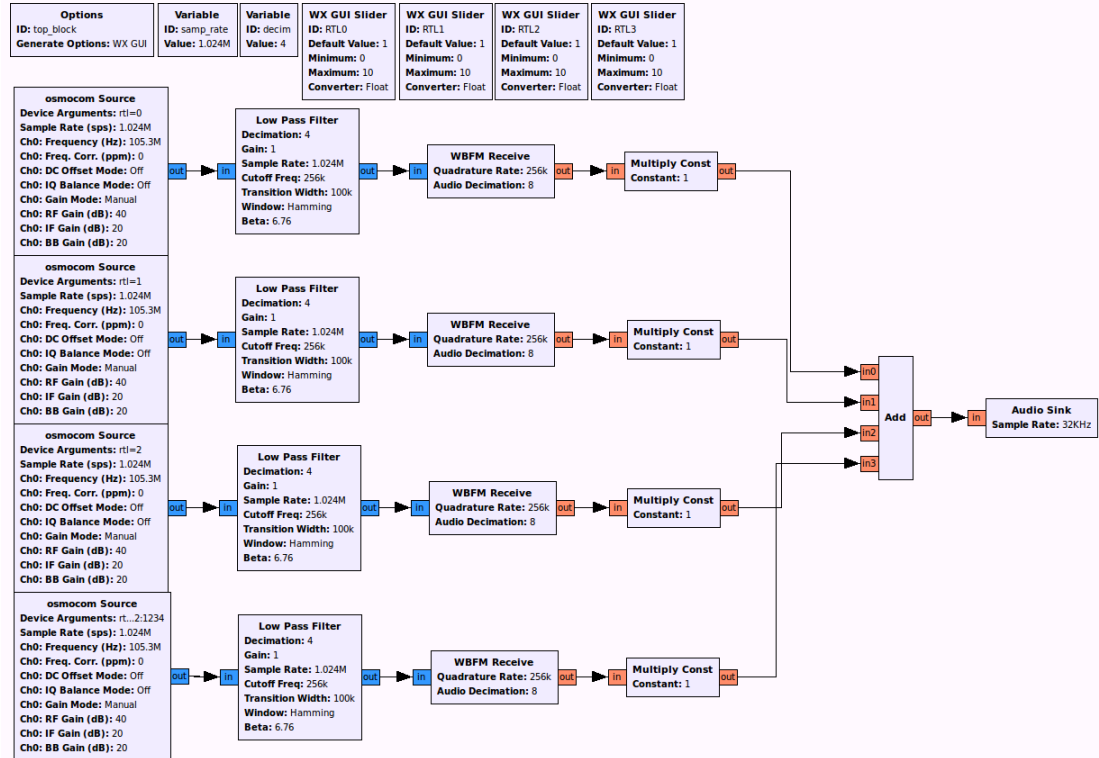 Options
ID: top_block
Generate Options: WX GUI
Variable
ID: samp_rate
Value: 1.024M
Variable
ID: decim
Value: 4
WX GUI Slider
ID: RTL0
Default Value: 1
Minimum: 0
Maximum: 10
Converter: Float
WX GUI Slider
ID: RTL1
Default Value: 1
Minimum: 0
Maximum: 10
Converter: Float
WX GUI Slider
ID: RTL2
Default Value: 1
Minimum: 0
Maximum: 10
Converter: Float
WX GUI Slider
ID: RTL3
Default Value: 1
Minimum: 0
Maximum: 10
Converter: Float
osmocom Source
Device Arguments: rtl=0
Sample Rate (sps): 1.024M
Ch0: Frequency (Hz): 105.3M
Ch0: Freq. Corr. (ppm): 0
Ch0: DC Offset Mode: Off
Ch0: IQ Balance Mode: Off
Ch0: Gain Mode: Manual
Ch0: RF Gain (dB): 40
Ch0: IF Gain (dB): 20
Ch0: BB Gain (dB): 20
out
in
Low Pass Filter
Decimation: 4
Gain: 1
Sample Rate: 1.024M
Cutoff Freq: 256k
Transition Width: 100k
Window: Hamming
Beta: 6.76
out
in
WBFM Receive
Quadrature Rate: 256k
Audio Decimation: 8
out
in
Multiply Const
Constant: 1
out
osmocom Source
Device Arguments: rtl=1
Sample Rate (sps): 1.024M
Ch0: Frequency (Hz): 105.3M
Ch0: Freq. Corr. (ppm): 0
Ch0: DC Offset Mode: Off
Ch0: IQ Balance Mode: Off
Ch0: Gain Mode: Manual
Ch0: RF Gain (dB): 40
Ch0: IF Gain (dB): 20
Ch0: BB Gain (dB): 20
out
in
Low Pass Filter
Decimation: 4
Gain: 1
Sample Rate: 1.024M
Cutoff Freq: 256k
Transition Width: 100k
Window: Hamming
Beta: 6.76
out
in
WBFM Receive
Quadrature Rate: 256k
Audio Decimation: 8
out
in
Multiply Const
Constant: 1
out
osmocom Source
Device Arguments: rtl=2
Sample Rate (sps): 1.024M
Ch0: Frequency (Hz): 105.3M
Ch0: Freq. Corr. (ppm): 0
Ch0: DC Offset Mode: Off
Ch0: IQ Balance Mode: Off
Ch0: Gain Mode: Manual
Ch0: RF Gain (dB): 40
Ch0: IF Gain (dB): 20
Ch0: BB Gain (dB): 20
out
in
Low Pass Filter
Decimation: 4
Gain: 1
Sample Rate: 1.024M
Cutoff Freq: 256k
Transition Width: 100k
Window: Hamming
Beta: 6.76
out
in
WBFM Receive
Quadrature Rate: 256k
Audio Decimation: 8
out
in
Multiply Const
Constant: 1
out
osmocom Source
Device Arguments: rt...2:1234
Sample Rate (sps): 1.024M
Ch0: Frequency (Hz): 105.3M
Ch0: Freq. Corr. (ppm): 0
Ch0: DC Offset Mode: Off
Ch0: IQ Balance Mode: Off
Ch0: Gain Mode: Manual
Ch0: RF Gain (dB): 40
Ch0: IF Gain (dB): 20
Ch0: BB Gain (dB): 20
out
in
Low Pass Filter
Decimation: 4
Gain: 1
Sample Rate: 1.024M
Cutoff Freq: 256k
Transition Width: 100k
Window: Hamming
Beta: 6.76
out
in
WBFM Receive
Quadrature Rate: 256k
Audio Decimation: 8
out
in
Multiply Const
Constant: 1
out
in0
in1
in2
in3
Add
out
in
Audio Sink
Sample Rate: 32KHz